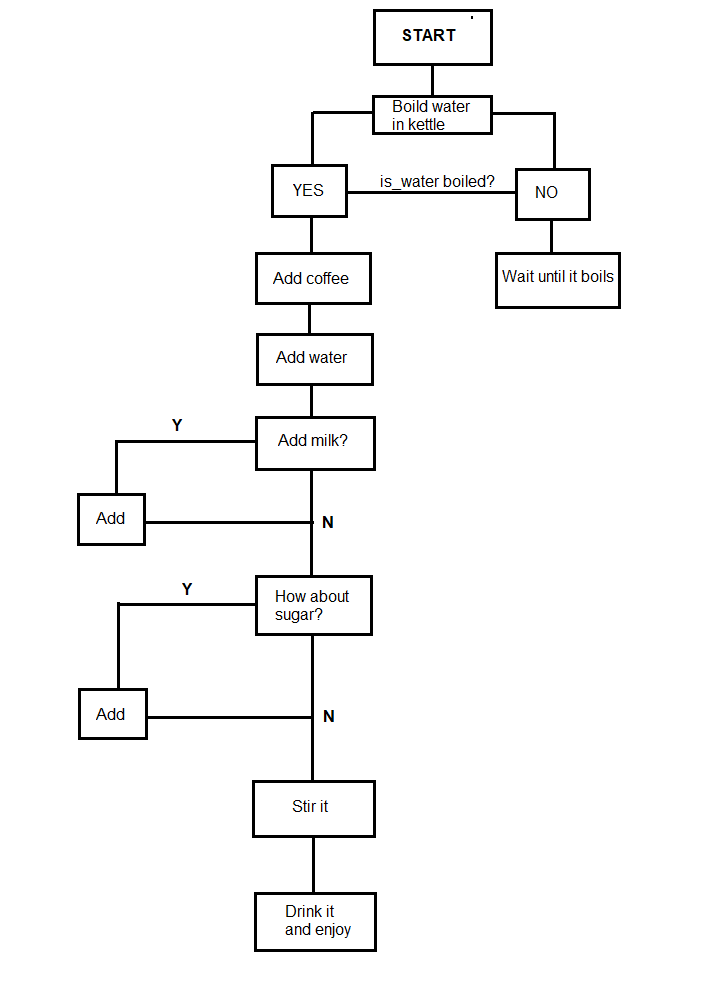 START
Boild water
in kettle
is_water boiled?
YES
NO
Add coffee
Wait until it boils
Add water
Y
Add milk?
Add
N
Y
How about
sugar?
Add
N
Stir it
Drink it
and enjoy